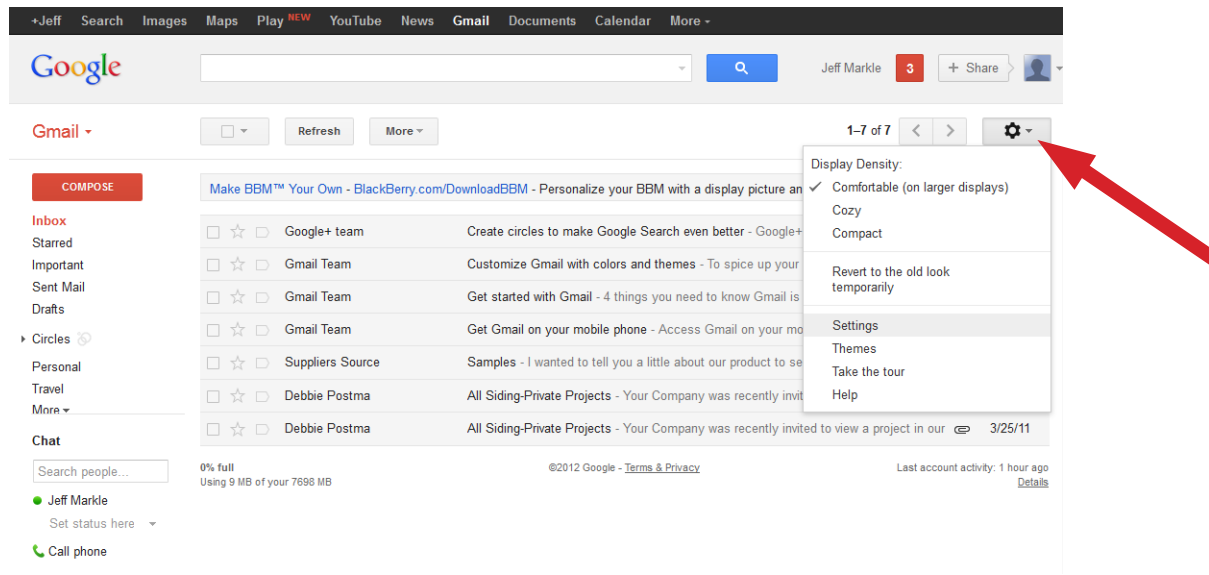 +Jeff Search Images Maps Play NEW YouTube News Gmail Documents Calendar More
Google
Jeff Markle 3 + Share
Gmail
Refresh More 1–7 of 7
COMPOSE
Inbox
Starred
Important
Sent Mail
Drafts
Circles
Personal
Travel
More
Chat
Search people...
Jeff Markle
Set status here
Call phone
Make BBM™ Your Own - BlackBerry.com/DownloadBBM - Personalize your BBM with a display picture an
Google+ team Create circles to make Google Search even better - Google+
Gmail Team Customize Gmail with colors and themes - To spice up your
Gmail Team Get started with Gmail - 4 things you need to know Gmail is
Gmail Team Get Gmail on your mobile phone - Access Gmail on your mo
Suppliers Source Samples - I wanted to tell you a little about our product to se
Debbie Postma All Siding-Private Projects - Your Company was recently invit
Debbie Postma All Siding-Private Projects - Your Company was recently invited to view a project in our 3/25/11
Display Density:
Comfortable (on larger displays)
Cozy
Compact
Revert to the old look
temporarily
Settings
Themes
Take the tour
Help
0% full
Using 9 MB of your 7698 MB
©2012 Google - Terms & Privacy
Last account activity: 1 hour ago
Details